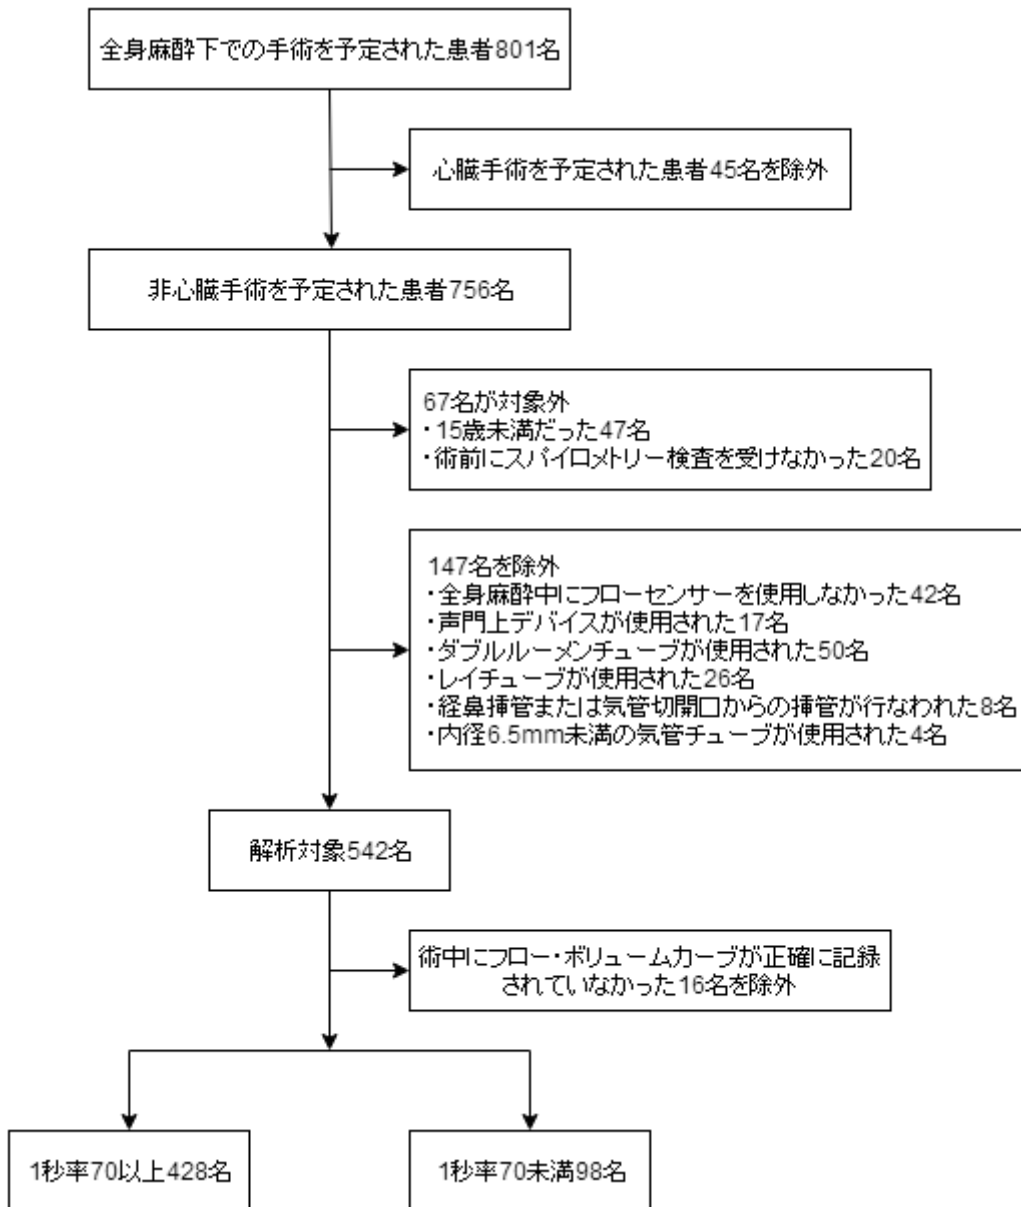 全身麻酔下での手術を予定された患者801名
心臓手術を予定された患者45名を除外
非心臓手術を予定された患者756名
67名が対象外
・15歳未満だった47名
・術前にスパイロメトリー検査を受けなかった20名
147名を除外
・全身麻酔中にフローセンサーを使用しなかった42名
・声門上デバイスが使用された17名
・ダブルルーメンチューブが使用された50名
・レイチューブが使用された26名
・経鼻挿管または気管切開口からの挿管が行なわれた8名
・内径6.5mm未満の気管チューブが使用された4名
解析対象542名
術中にフロー・ボリュームカーブが正確に記録
されていなかった16名を除外
1秒率70以上428名
1秒率70未満98名